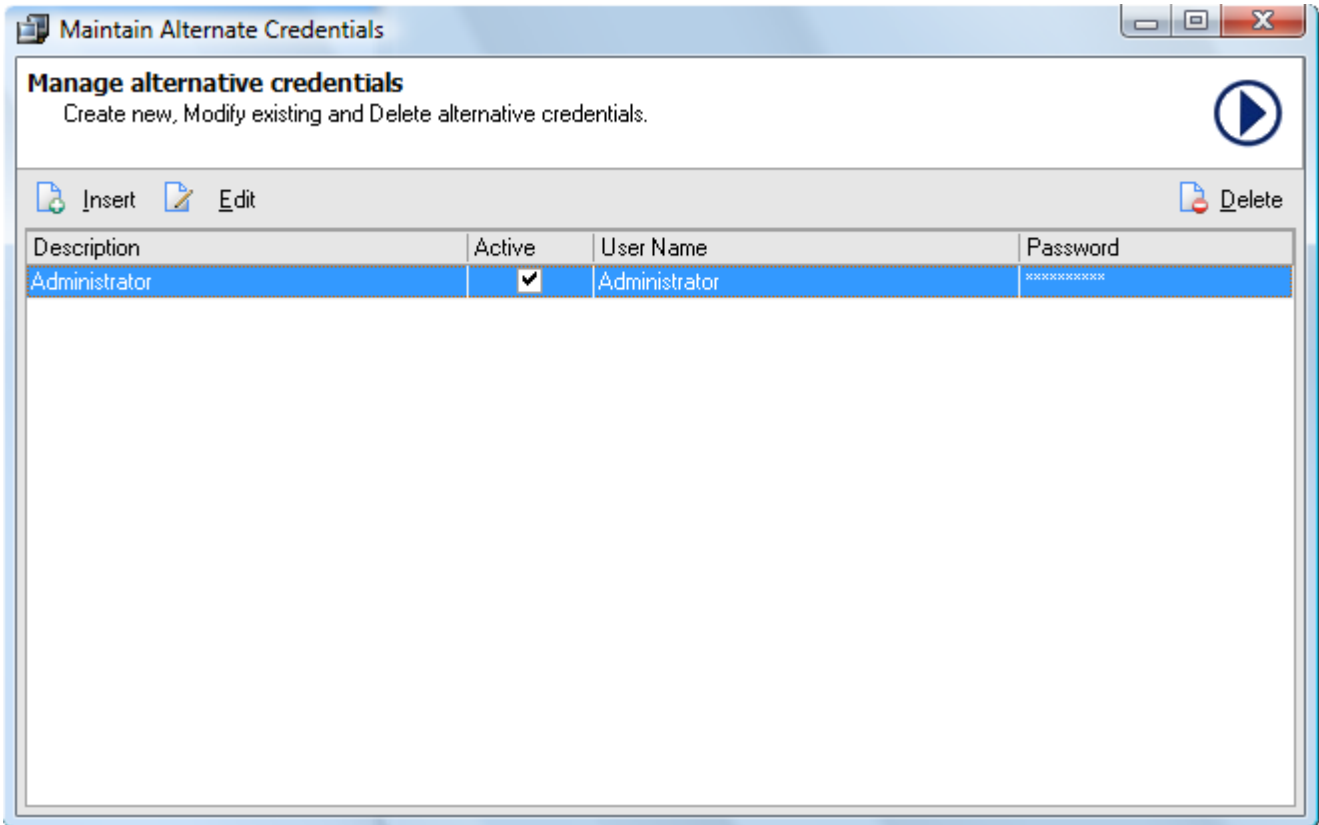 Maintain Alternate Credentials
Manage alternative credentials
Create new, Modify existing and Delete alternative credentials.
Insert Edit Delete
Description Active User Name Password
Administrator Administrator **********